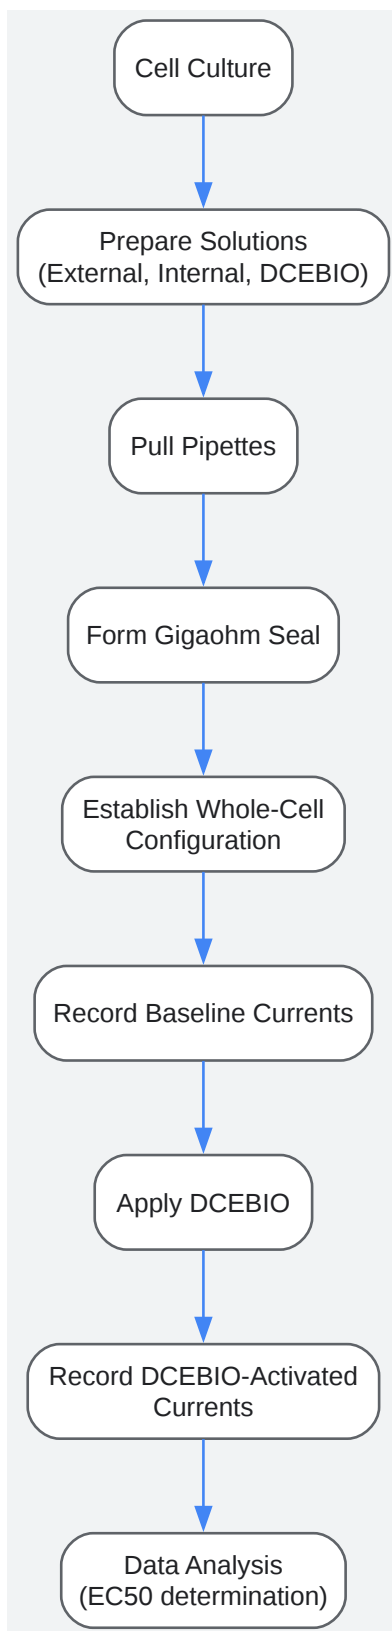 Cell Culture
Prepare Solutions
(External, Internal, DCEBIO)
Pull Pipettes
Form Gigaohm Seal
Establish Whole-Cell
Configuration
Record Baseline Currents
Apply DCEBIO
Record DCEBIO-Activated
Currents
Data Analysis
(EC50 determination)